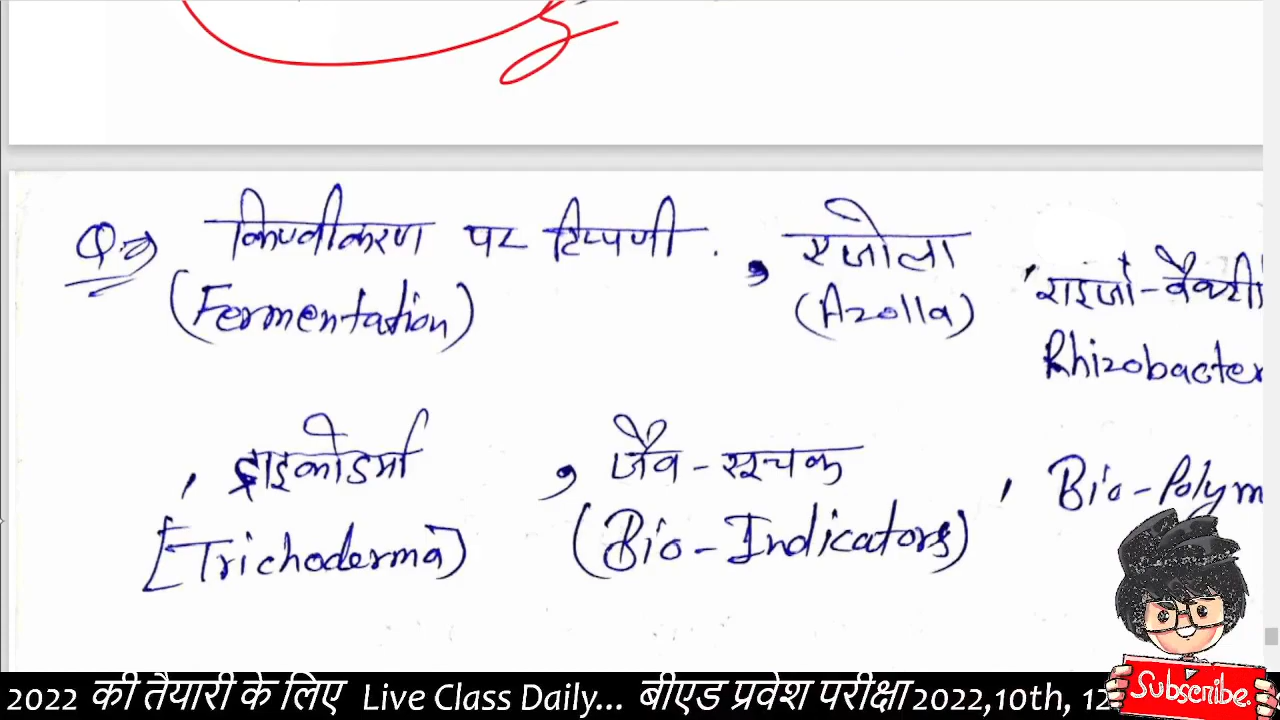 Q. किण्वीकरण पर टिप्पणी. , एजोला
(Fermentation) (Azolla)
, राइजो-बैक्टी
Rhizobacter
, ट्राइकोडर्मा , जैव-सूचक , Bio-Polym
[Trichoderma) (Bio-Indicators)
2022 की तैयारी के लिए Live Class Daily... बीएड प्रवेश परीक्षा 2022,10th, 12
Subscribe.